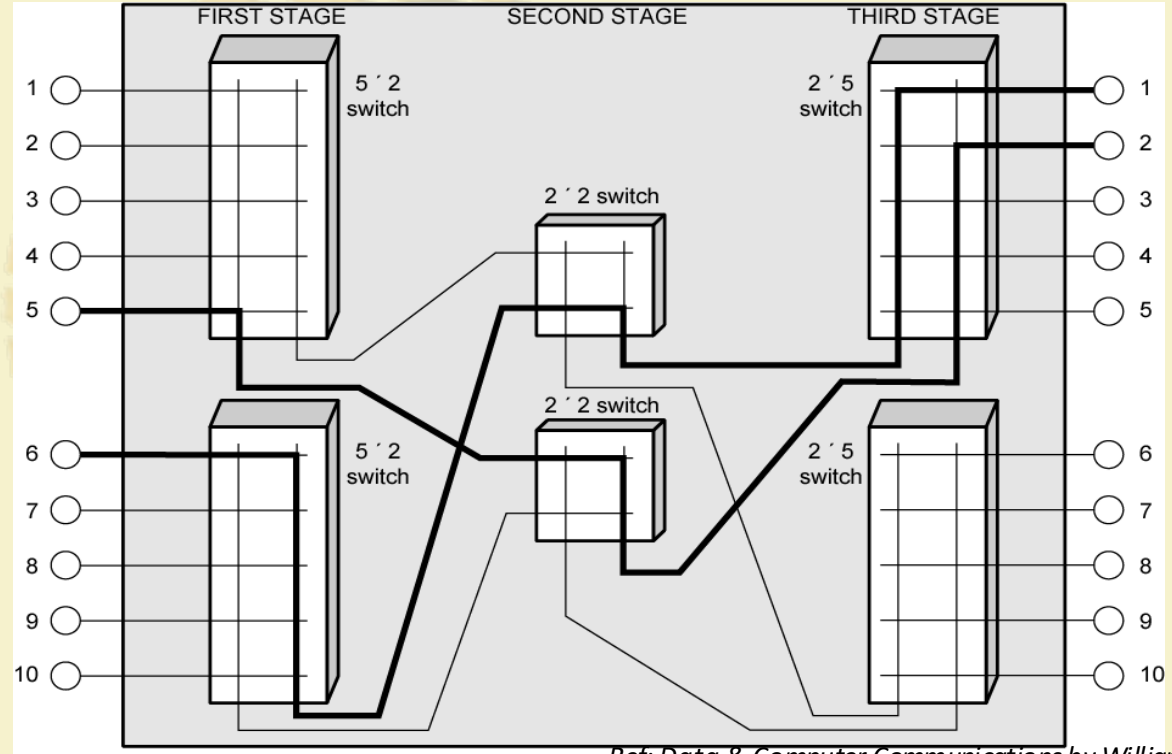 FIRST STAGE
SECOND STAGE
THIRD STAGE
1
2
3
4
5
5 ´ 2
switch
2 ´ 5
switch
1
2
3
4
5
2 ´ 2 switch
2 ´ 2 switch
6
7
8
9
10
5 ´ 2
switch
2 ´ 5
switch
6
7
8
9
10
Ref: Data & Computer Communications by